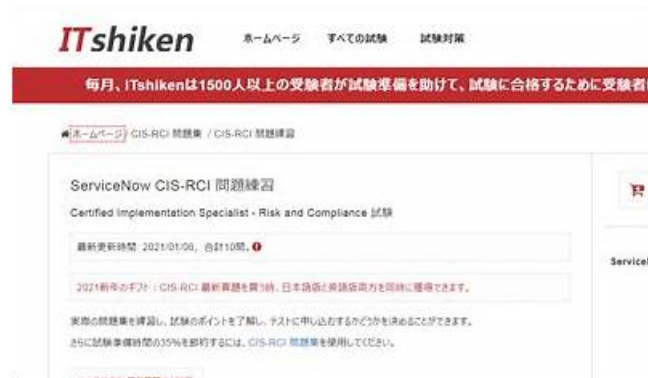 ITshiken
ホームページ すべての試験 試験対策
毎月、ITshikenは1500人以上の受験者が試験準備を助けて、試験に合格するために受験者
ホームページ/ CIS-RCI 問題集 / CIS-RCI 問題練習
ServiceNow CIS-RCI 問題練習
Certified Implementation Specialist - Risk and Compliance 試験
最新更新時間: 2021/01/06, 合計10問。
2021新年のギフト：CIS-RCI 最新真題を買う時、日本語版と英語版両方を同時に獲得できます。
実際の問題集を練習し、試験のポイントを了解し、テストに申し込むするかどうかを決めることができます。
さらに試験準備時間の35%を節約するには、CIS-RCI 問題集を使用してください。